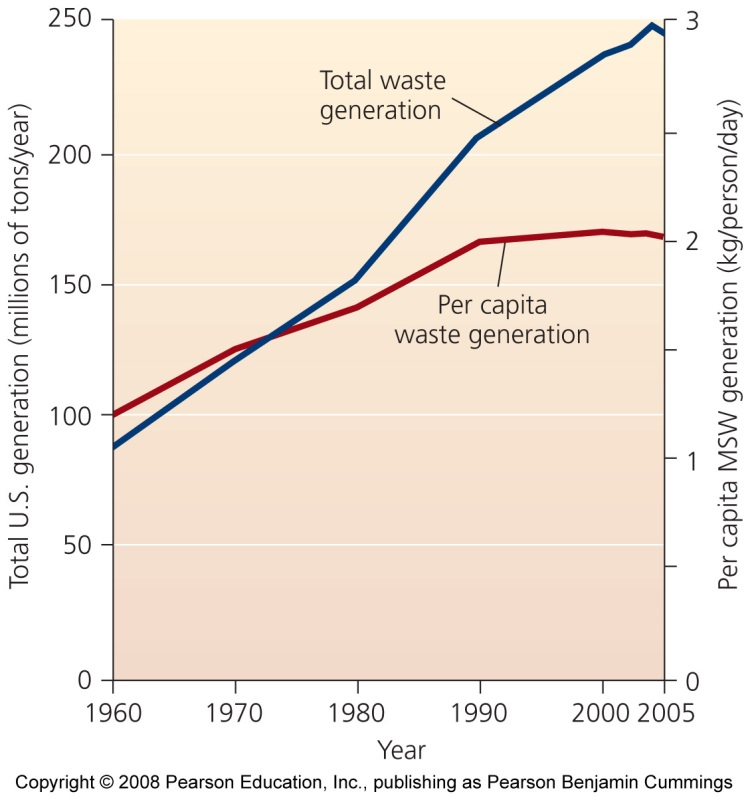 250
200
150
100
50
0
Total U.S. generation (millions of tons/year)
Total waste
generation
Per capita
waste generation
3
2
1
0
Per capita MSW generation (kg/person/day)
1960 1970 1980 1990 2000 2005
Year
Copyright © 2008 Pearson Education, Inc., publishing as Pearson Benjamin Cummings